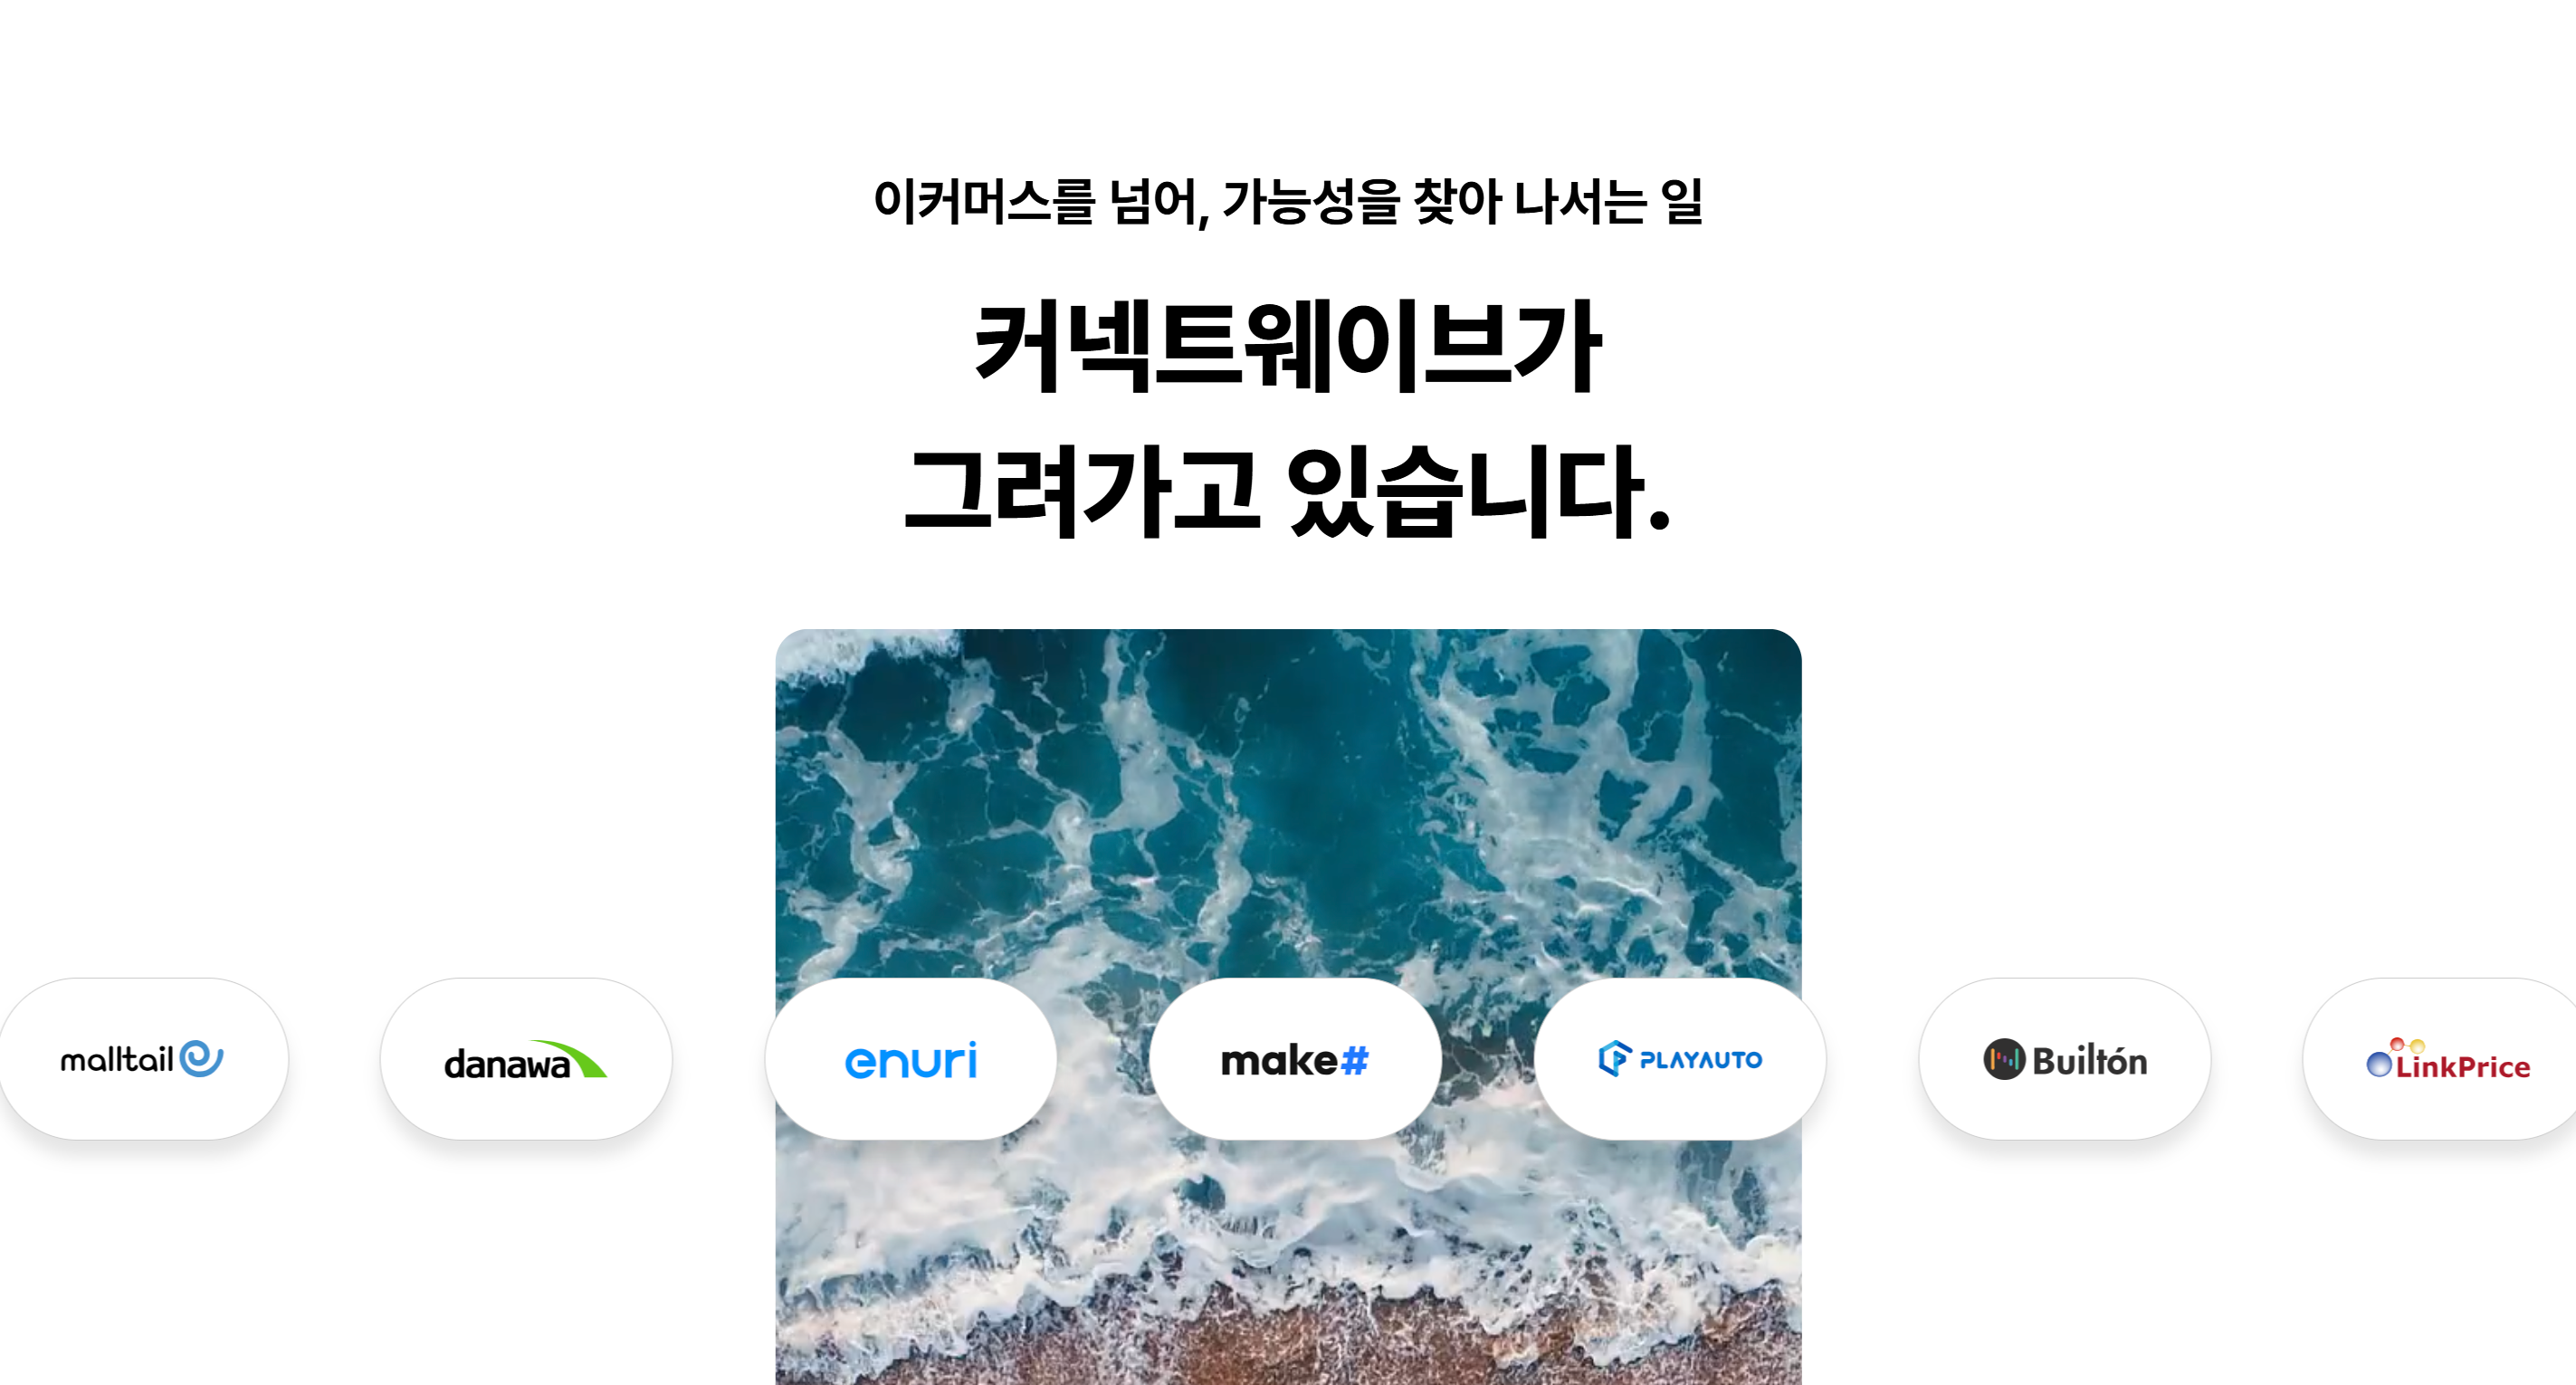 이커머스를 넘어, 가능성을 찾아 나서는 일
커넥트웨이브가
그려가고 있습니다.
malltail
danawa
enuri
make#
PLAYAUTO
Builtón
LinkPrice